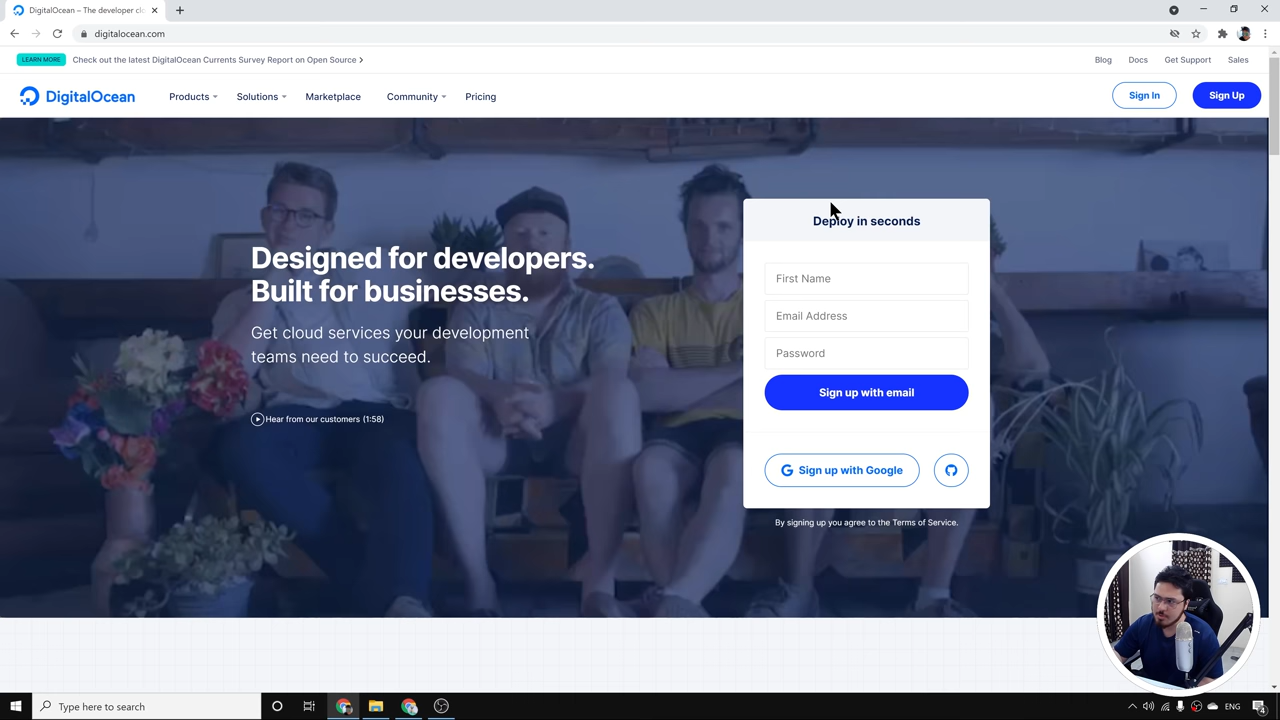 DigitalOcean – The developer clo
digitalocean.com
LEARN MORE
Check out the latest DigitalOcean Currents Survey Report on Open Source
Blog
Docs
Get Support
Sales
DigitalOcean
Products
Solutions
Marketplace
Community
Pricing
Sign In
Sign Up
Designed for developers.
Built for businesses.
Get cloud services your development
teams need to succeed.
Hear from our customers (1:58)
Deploy in seconds
First Name
Email Address
Password
Sign up with email
Sign up with Google
By signing up you agree to the Terms of Service.
Type here to search
ENG
4